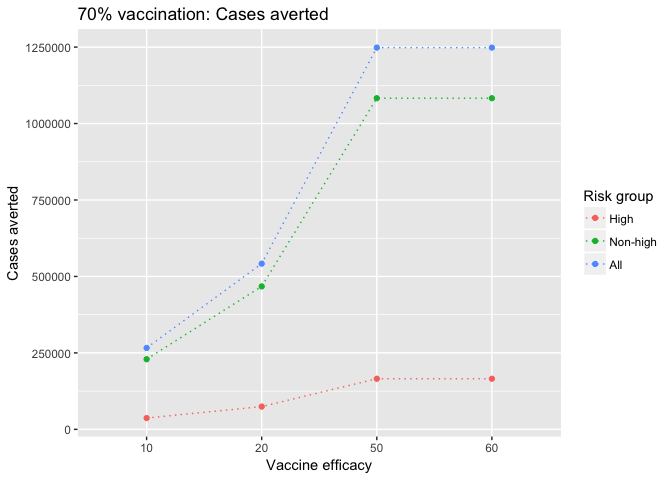 70% vaccination: Cases averted
1250000
1000000
750000
500000
250000
0
Cases averted
10 20 50 60
Vaccine efficacy
Risk group
High
Non-high
All